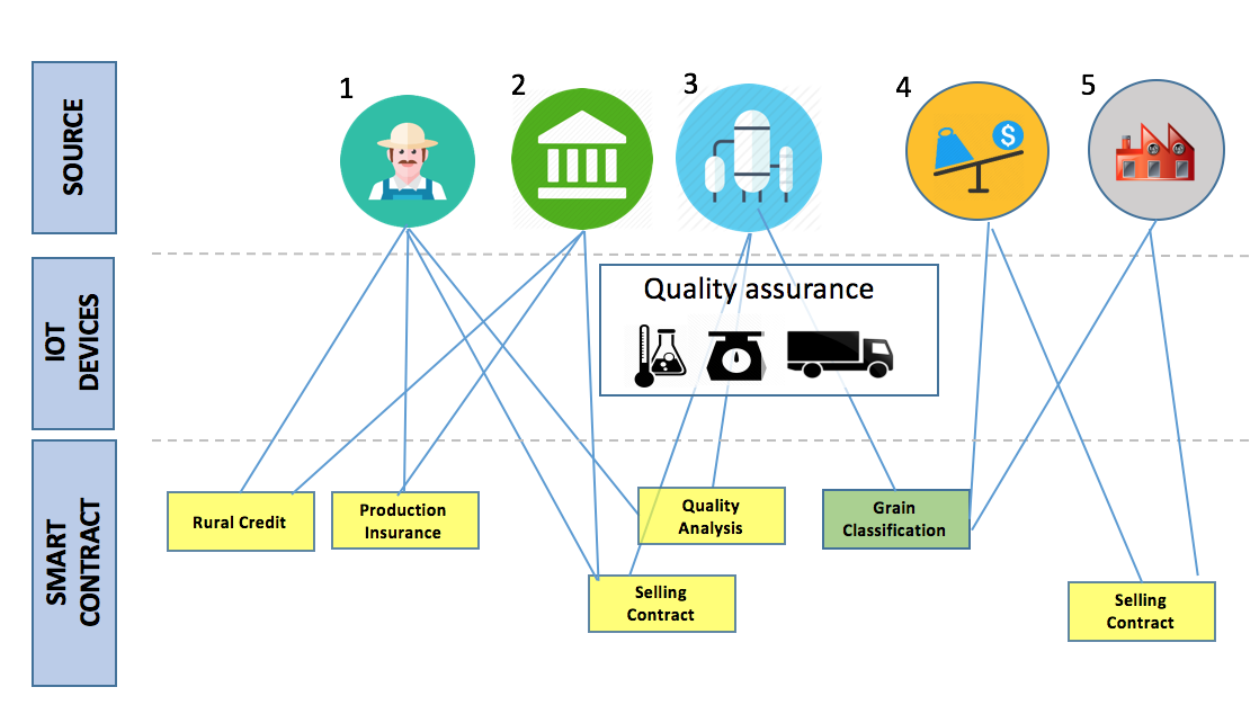 SOURCE
1
2
3
4
5
$
IOT
DEVICES
Quality assurance
SMART
CONTRACT
Rural Credit
Production
Insurance
Quality
Analysis
Grain
Classification
Selling
Contract
Selling
Contract